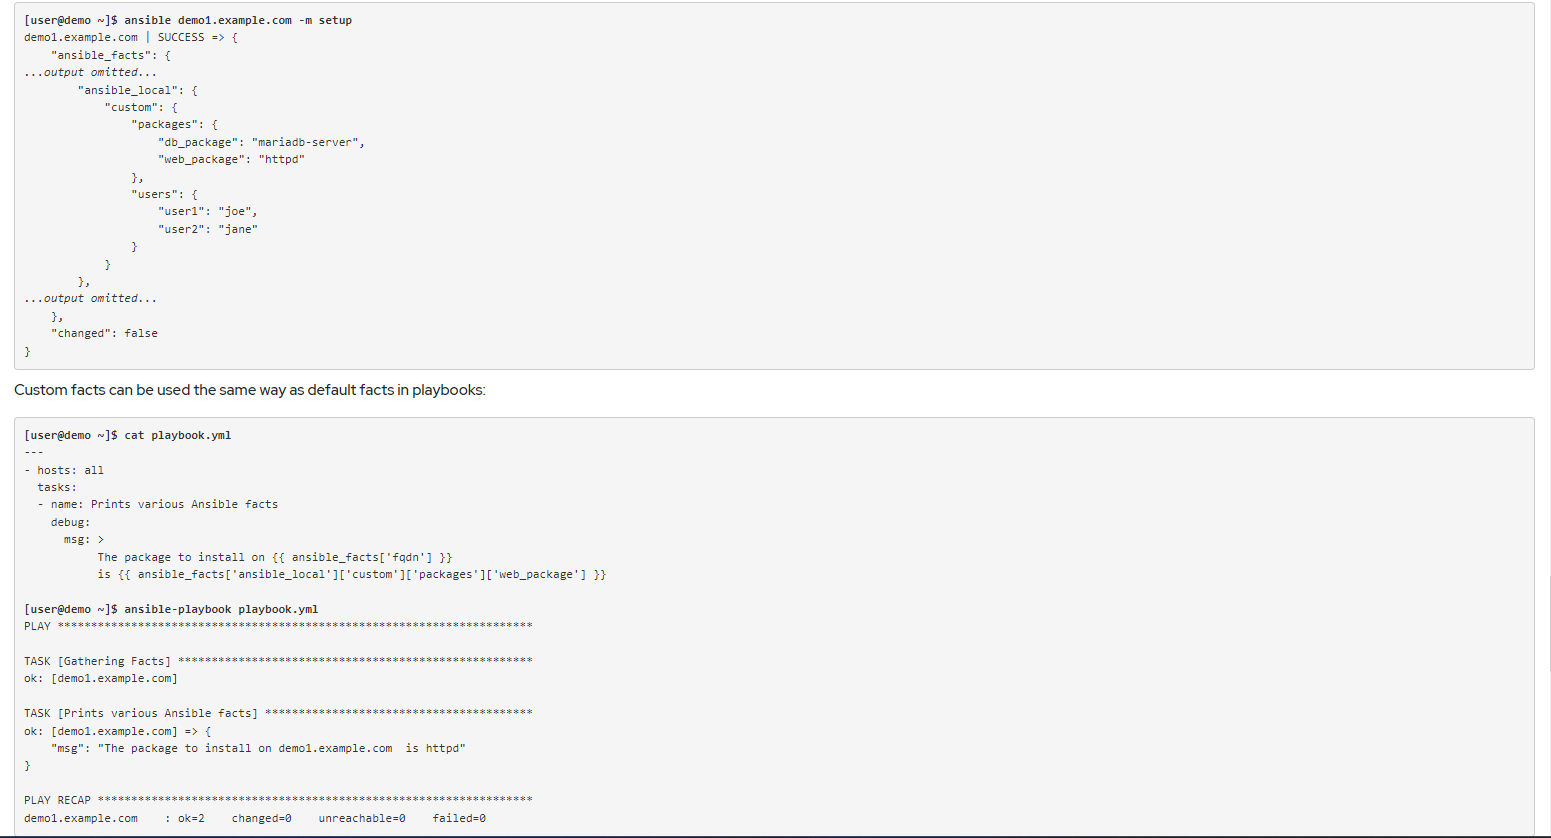 [user@demo ~]$ ansible demo1.example.com -m setup
demo1.example.com | SUCCESS => {
    "ansible_facts": {
...output omitted...
        "ansible_local": {
            "custom": {
                "packages": {
                    "db_package": "mariadb-server",
                    "web_package": "httpd"
                },
                "users": {
                    "user1": "joe",
                    "user2": "jane"
                }
            }
        },
...output omitted...
    },
    "changed": false
}
Custom facts can be used the same way as default facts in playbooks:
[user@demo ~]$ cat playbook.yml
---
- hosts: all
  tasks:
  - name: Prints various Ansible facts
    debug:
      msg: >
           The package to install on {{ ansible_facts['fqdn'] }}
           is {{ ansible_facts['ansible_local']['custom']['packages']['web_package'] }}
[user@demo ~]$ ansible-playbook playbook.yml
PLAY ***********************************************************************
TASK [Gathering Facts] *****************************************************
ok: [demo1.example.com]
TASK [Prints various Ansible facts] ****************************************
ok: [demo1.example.com] => {
    "msg": "The package to install on demo1.example.com  is httpd"
}
PLAY RECAP *****************************************************************
demo1.example.com    : ok=2    changed=0    unreachable=0    failed=0